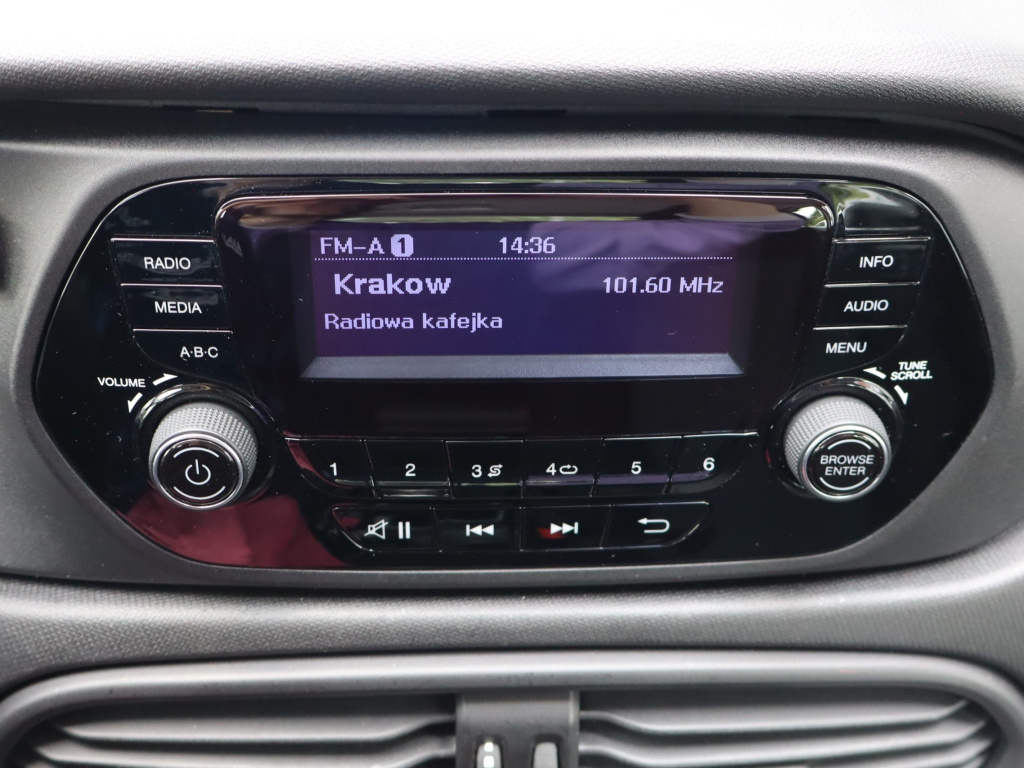 FM-A 1 14:36
Krakow 101.60 MHz
Radiowa kafejka
RADIO
MEDIA
A·B·C
VOLUME
INFO
AUDIO
MENU
TUNE
SCROLL
BROWSE
ENTER
1 2 3 4 5 6